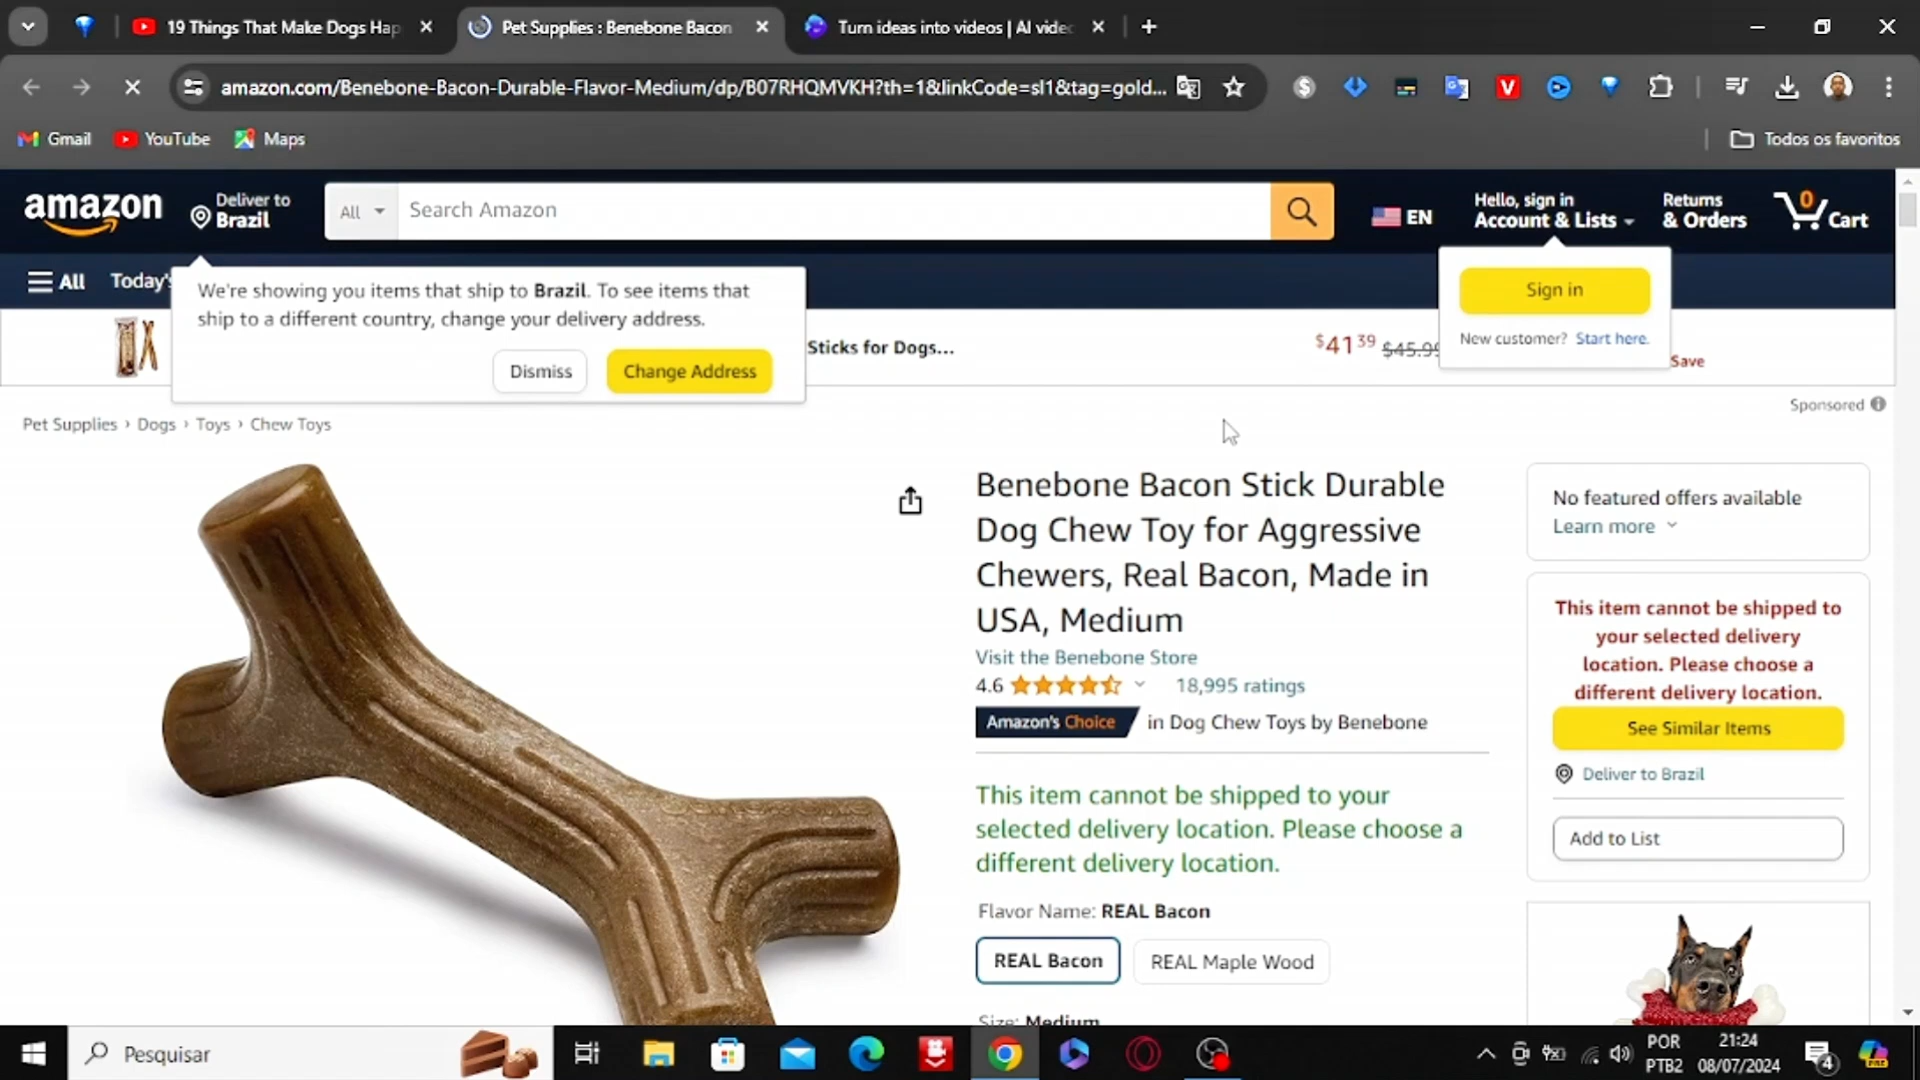 19 Things That Make Dogs Hap
Pet Supplies : Benebone Bacon
Turn ideas into videos | AI videc
amazon.com/Benebone-Bacon-Durable-Flavor-Medium/dp/B07RHQMVKH?th=1&linkCode=sl1&tag=gold...
Gmail
YouTube
Maps
Todos os favoritos
amazon
Deliver to
Brazil
All
Search Amazon
EN
Hello, sign in
Account & Lists
Returns
& Orders
0
Cart
All
Today's
We're showing you items that ship to Brazil. To see items that
ship to a different country, change your delivery address.
Dismiss
Change Address
Sign in
New customer? Start here.
Sticks for Dogs...
$41 39 $45.99
Save
Sponsored
Pet Supplies › Dogs › Toys › Chew Toys
Benebone Bacon Stick Durable
Dog Chew Toy for Aggressive
Chewers, Real Bacon, Made in
USA, Medium
Visit the Benebone Store
4.6
18,995 ratings
Amazon's Choice in Dog Chew Toys by Benebone
This item cannot be shipped to your
selected delivery location. Please choose a
different delivery location.
Flavor Name: REAL Bacon
REAL Bacon
REAL Maple Wood
Size: Medium
No featured offers available
Learn more
This item cannot be shipped to
your selected delivery
location. Please choose a
different delivery location.
See Similar Items
Deliver to Brazil
Add to List
Pesquisar
POR
PTB2
21:24
08/07/2024
4